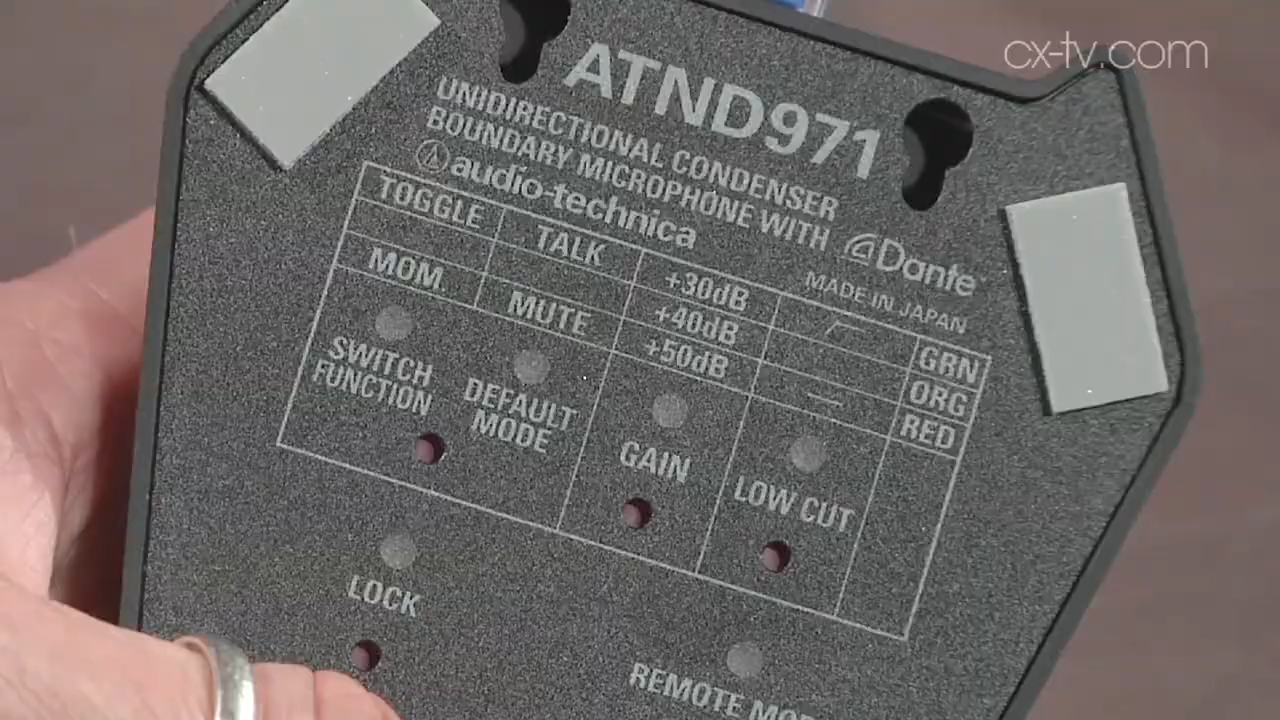 cx-tv.com
ATND971
UNIDIRECTIONAL CONDENSER
BOUNDARY MICROPHONE WITH Dante
audio-technica
MADE IN JAPAN
TOGGLE TALK +30dB GRN
MOM. MUTE +40dB ORG
+50dB RED
SWITCH
FUNCTION
DEFAULT
MODE
GAIN
LOW CUT
LOCK
REMOTE